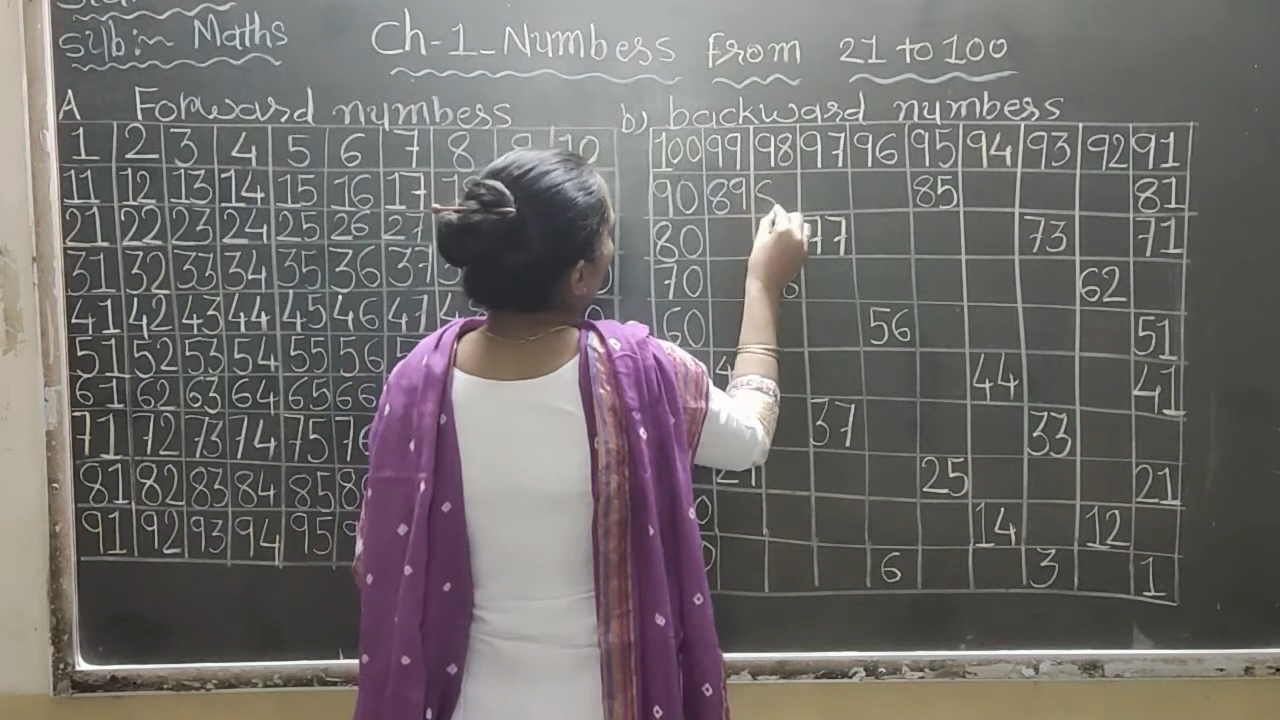 Sub:- Maths Ch-1_Numbers from 21 to 100
A Forward numbers b) backward numbers
1 2 3 4 5 6 7 8 9 10 100 99 98 97 96 95 94 93 92 91
11 12 13 14 15 16 17 90 89 85 81
21 22 23 24 25 26 27 80 77 73 71
31 32 33 34 35 36 37 70 62
41 42 43 44 45 46 47 60 56 51
51 52 53 54 55 56 44 41
61 62 63 64 65 66 37 33
71 72 73 74 75 76 25 21
81 82 83 84 85 14 12
91 92 93 94 95 6 3 1